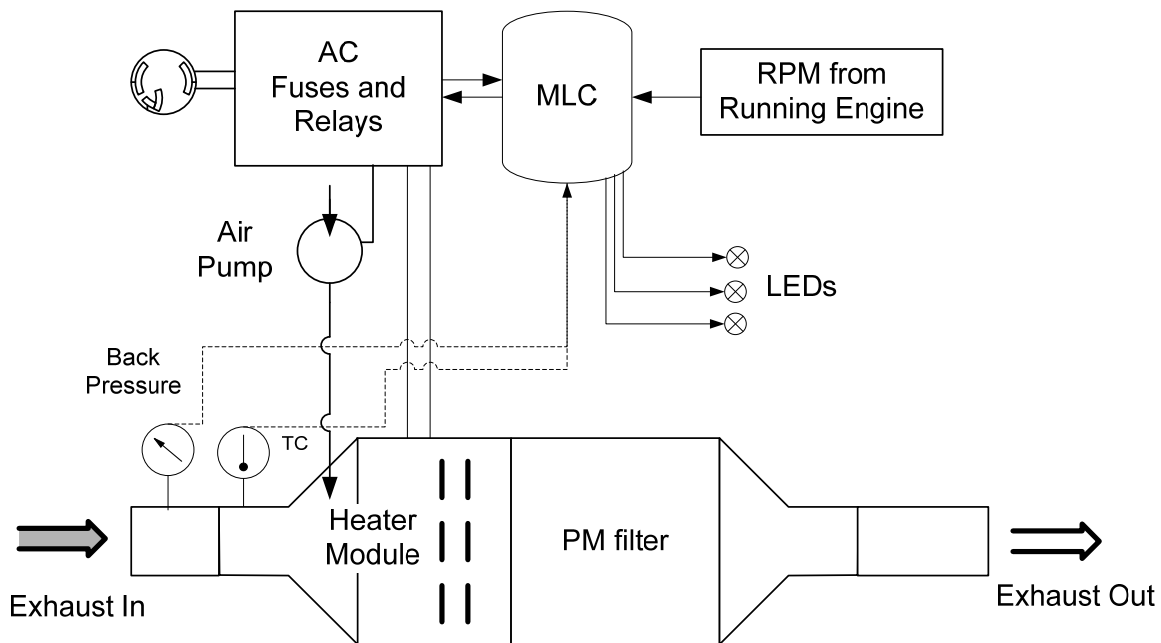 AC
Fuses and
Relays
MLC
RPM from
Running Engine
Air
Pump
LEDs
Back
Pressure
TC
Heater
Module
PM filter
Exhaust In
Exhaust Out